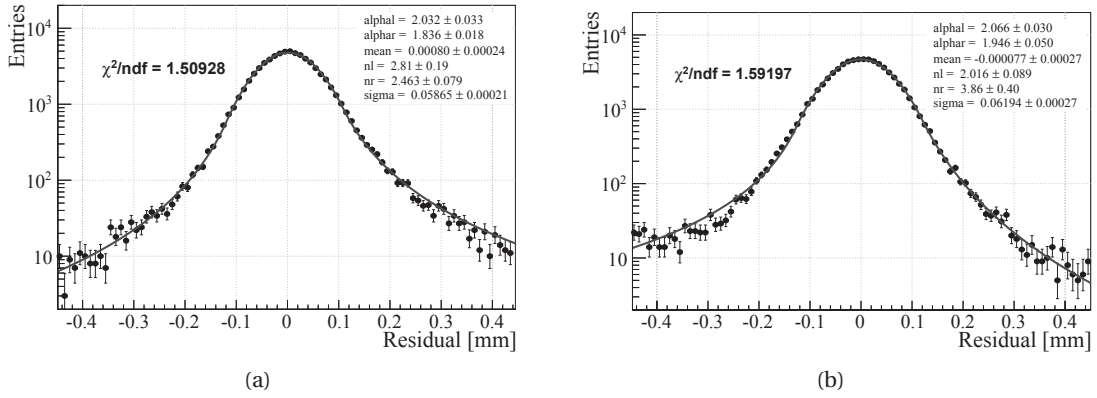 Entries
10⁴
10³
10²
10
χ²/ndf = 1.50928
alphal = 2.032 ± 0.033
alphar = 1.836 ± 0.018
mean = 0.00080 ± 0.00024
nl = 2.81 ± 0.19
nr = 2.463 ± 0.079
sigma = 0.05865 ± 0.00021
-0.4 -0.3 -0.2 -0.1 0 0.1 0.2 0.3 0.4
Residual [mm]
(a)
Entries
10⁴
10³
10²
10
χ²/ndf = 1.59197
alphal = 2.066 ± 0.030
alphar = 1.946 ± 0.050
mean = -0.000077 ± 0.00027
nl = 2.016 ± 0.089
nr = 3.86 ± 0.40
sigma = 0.06194 ± 0.00027
-0.4 -0.3 -0.2 -0.1 0 0.1 0.2 0.3 0.4
Residual [mm]
(b)